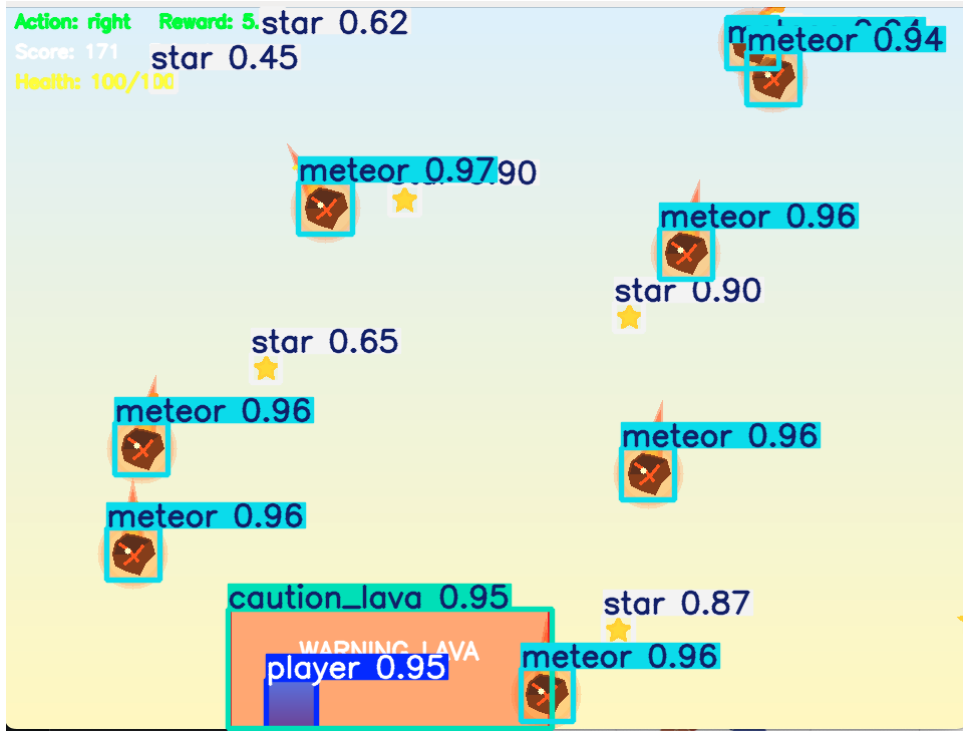 Action: right Reward: 5.
star 0.62
Score: 171
star 0.45
Health: 100/100
meteor 0.94
meteor 0.97
0.90
meteor 0.96
star 0.90
star 0.65
meteor 0.96
meteor 0.96
meteor 0.96
caution_lava 0.95
star 0.87
WARNING LAVA
meteor 0.96
player 0.95